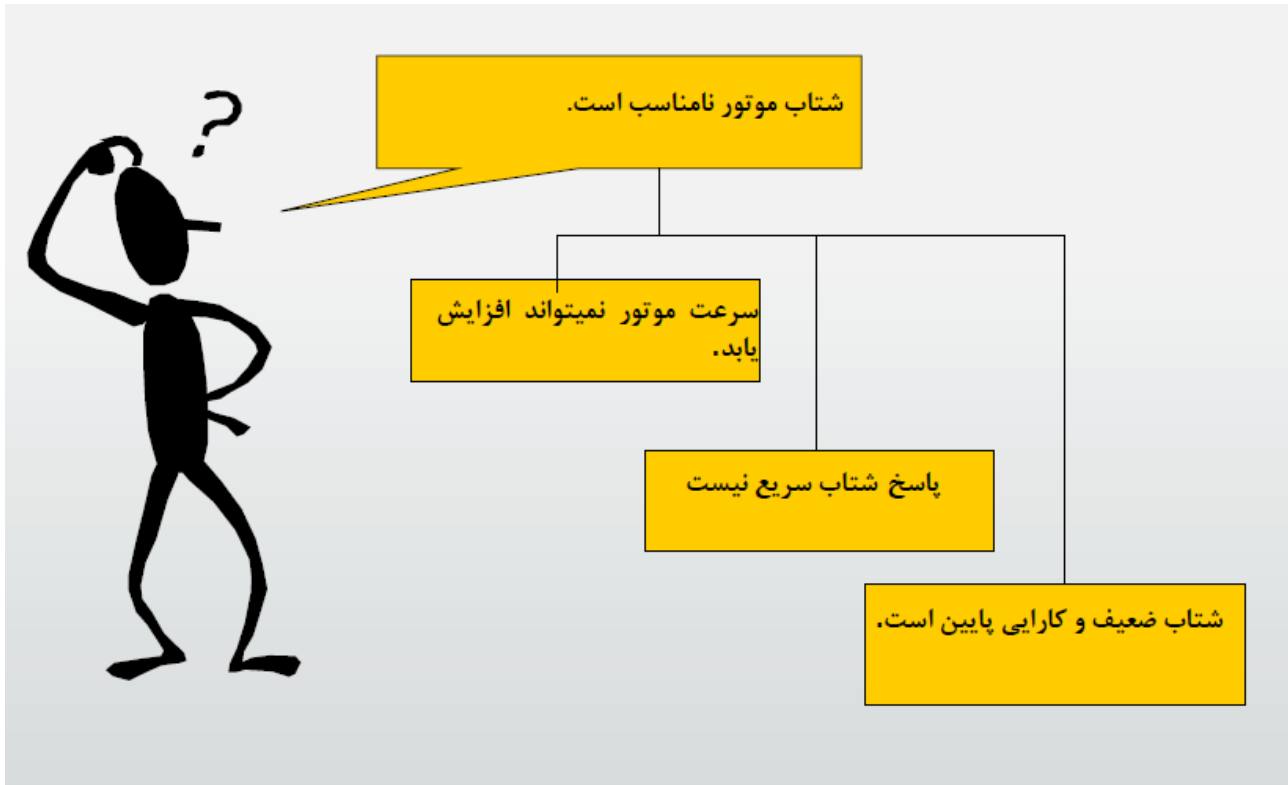 ?
شتاب موتور نامناسب است.
سرعت موتور نمیتواند افزایش
یابد.
پاسخ شتاب سریع نیست
شتاب ضعیف و کارایی پایین است.